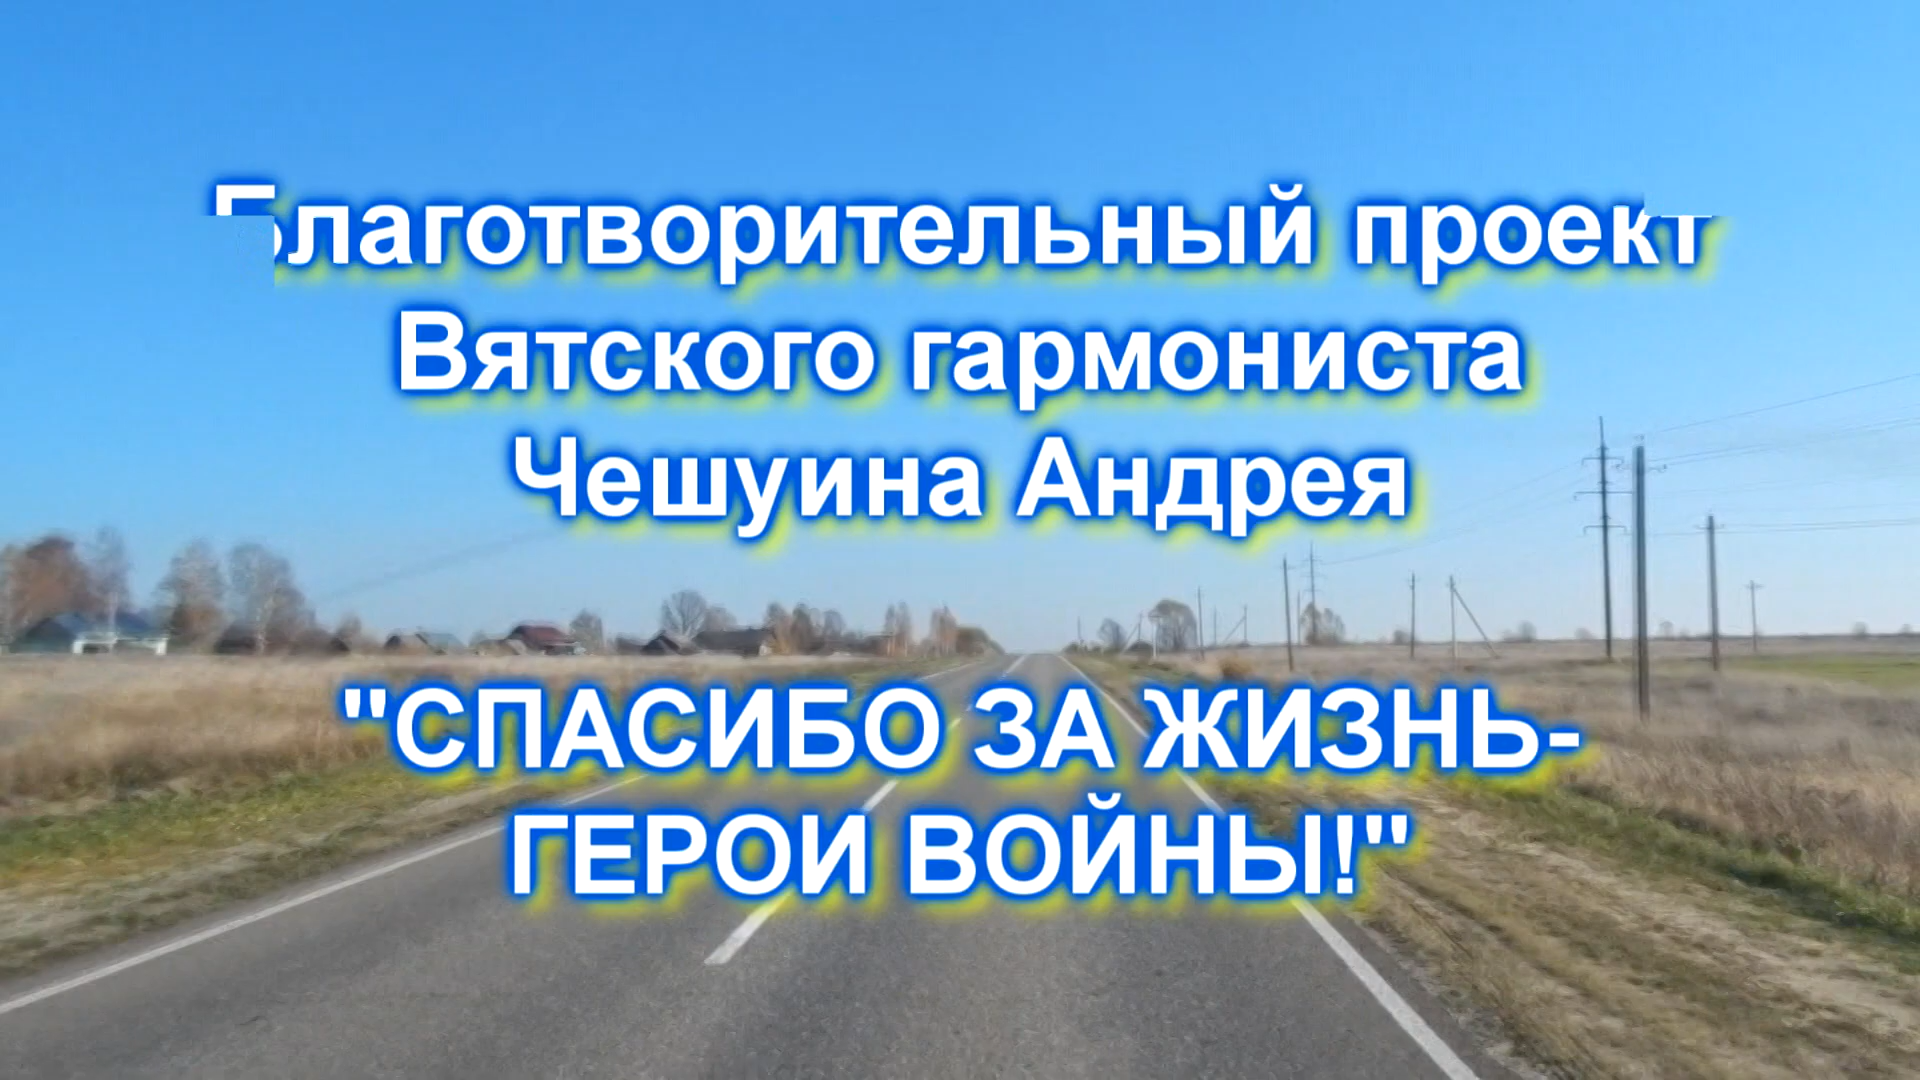 Благотворительный проект
Вятского гармониста
Чешуина Андрея
"СПАСИБО ЗА ЖИЗНЬ-
ГЕРОИ ВОЙНЫ!"